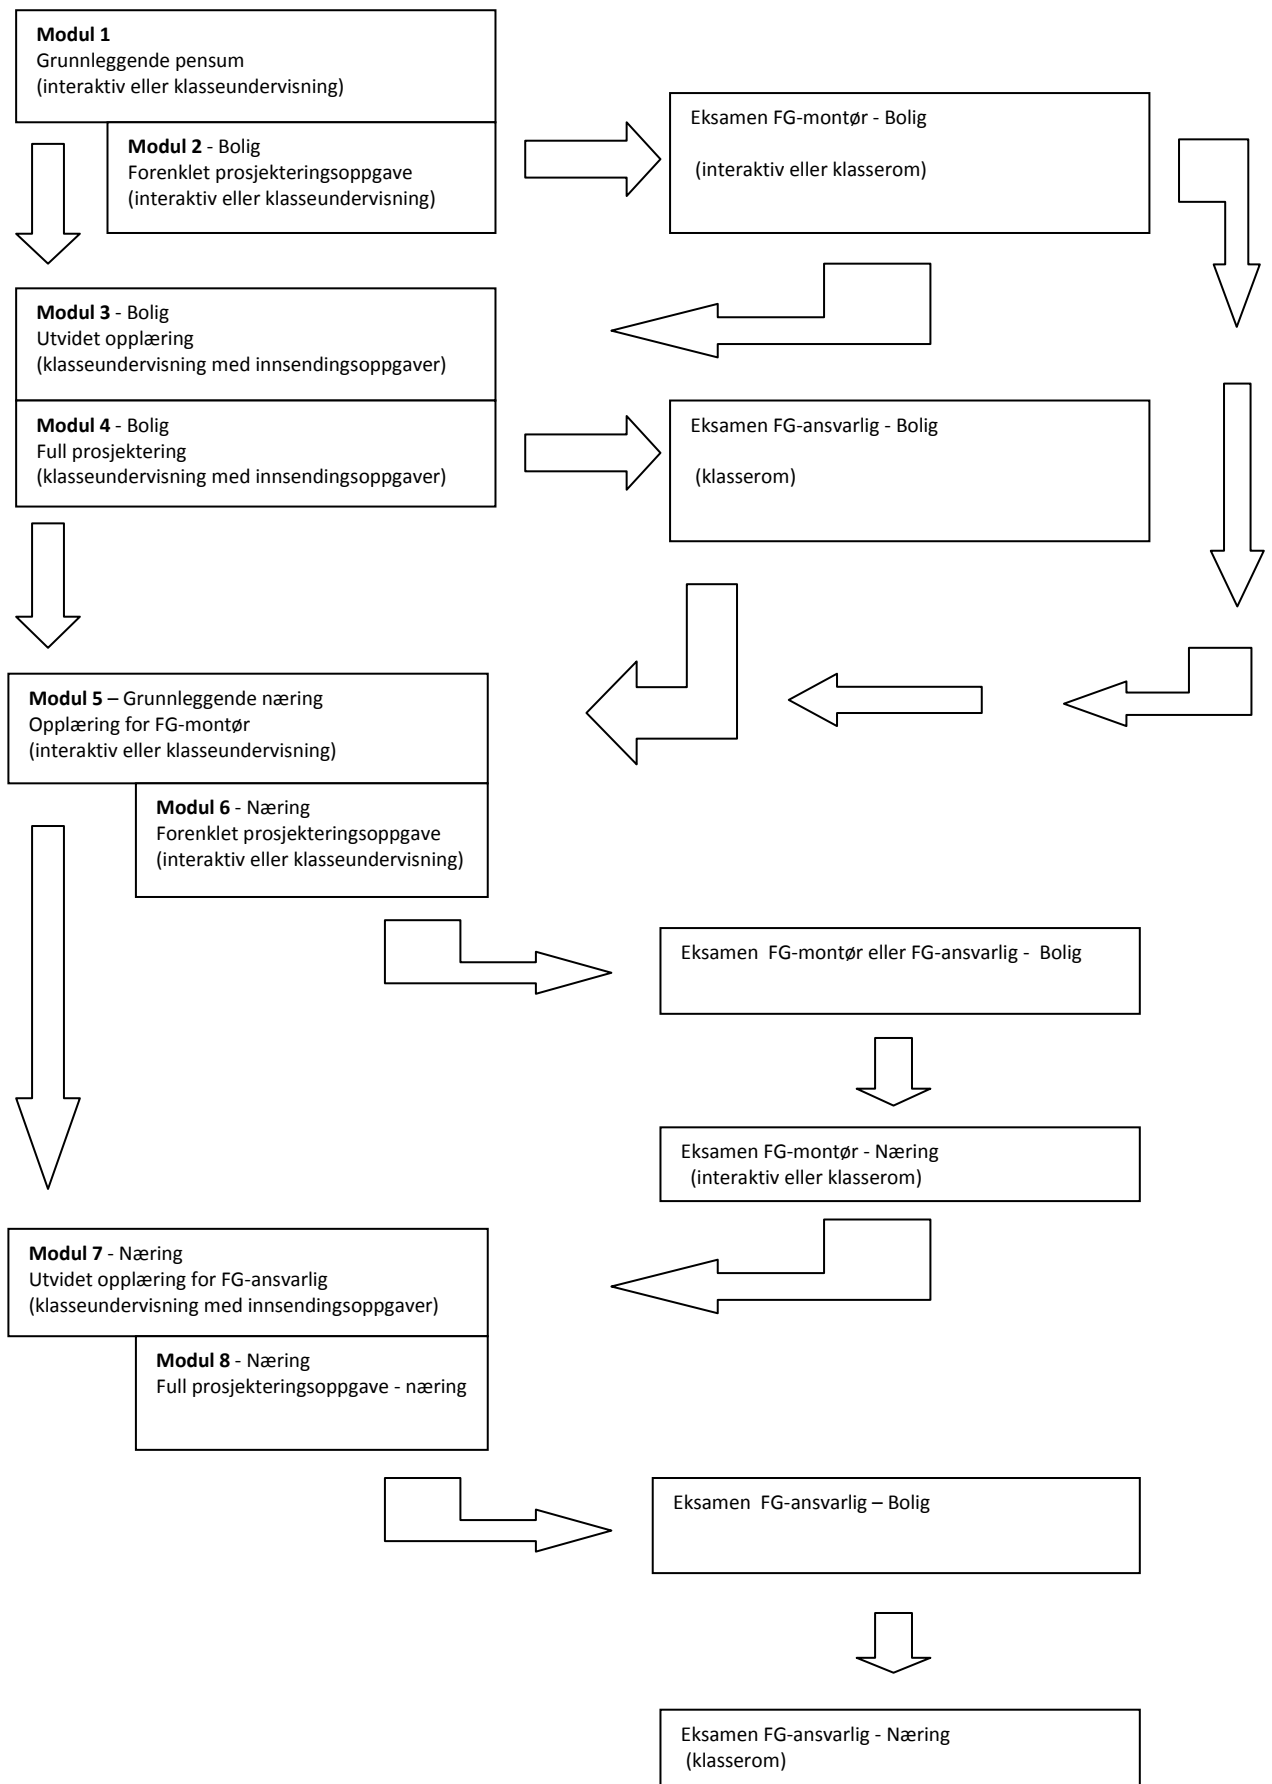 Modul 1
Grunnleggende pensum
(interaktiv eller klasseundervisning)
Modul 2 - Bolig
Forenklet prosjekteringsoppgave
(interaktiv eller klasseundervisning)
Eksamen FG-montør - Bolig
(interaktiv eller klasserom)
Modul 3 - Bolig
Utvidet opplæring
(klasseundervisning med innsendingsoppgaver)
Modul 4 - Bolig
Full prosjektering
(klasseundervisning med innsendingsoppgaver)
Eksamen FG-ansvarlig - Bolig
(klasserom)
Modul 5 – Grunnleggende næring
Opplæring for FG-montør
(interaktiv eller klasseundervisning)
Modul 6 - Næring
Forenklet prosjekteringsoppgave
(interaktiv eller klasseundervisning)
Eksamen FG-montør eller FG-ansvarlig - Bolig
Eksamen FG-montør - Næring
(interaktiv eller klasserom)
Modul 7 - Næring
Utvidet opplæring for FG-ansvarlig
(klasseundervisning med innsendingsoppgaver)
Modul 8 - Næring
Full prosjekteringsoppgave - næring
Eksamen FG-ansvarlig – Bolig
Eksamen FG-ansvarlig - Næring
(klasserom)